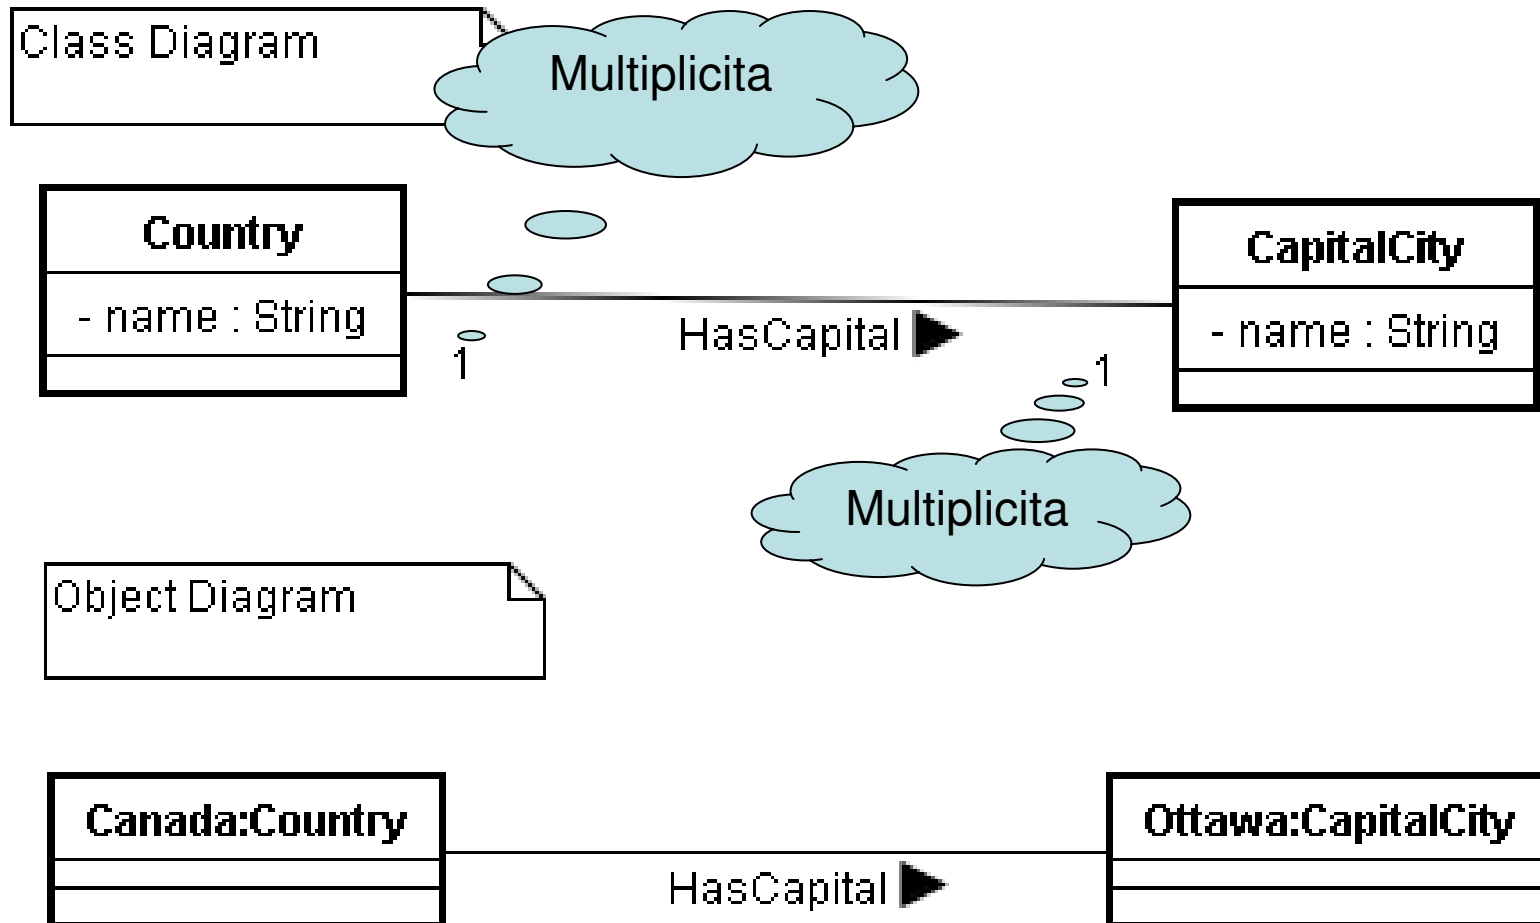 Class Diagram
Multiplicita
Country
- name : String
CapitalCity
- name : String
HasCapital
1
1
Multiplicita
Object Diagram
Canada:Country
Ottawa:CapitalCity
HasCapital